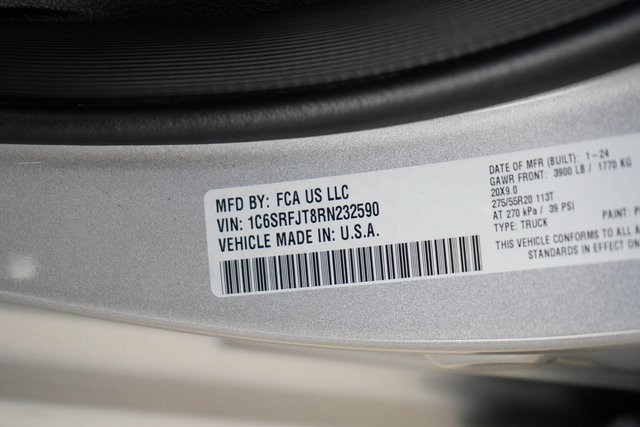 MFD BY: FCA US LLC
VIN: 1C6SRFJT8RN232590
VEHICLE MADE IN: U.S.A.
DATE OF MFR (BUILT): 1-24
GAWR FRONT: 3900 LB / 1770 KG
20X9.0
275/55R20 113T
AT 270 kPa / 39 PSI
TYPE: TRUCK
PAINT:
THIS VEHICLE CONFORMS TO ALL
STANDARDS IN EFFECT ON